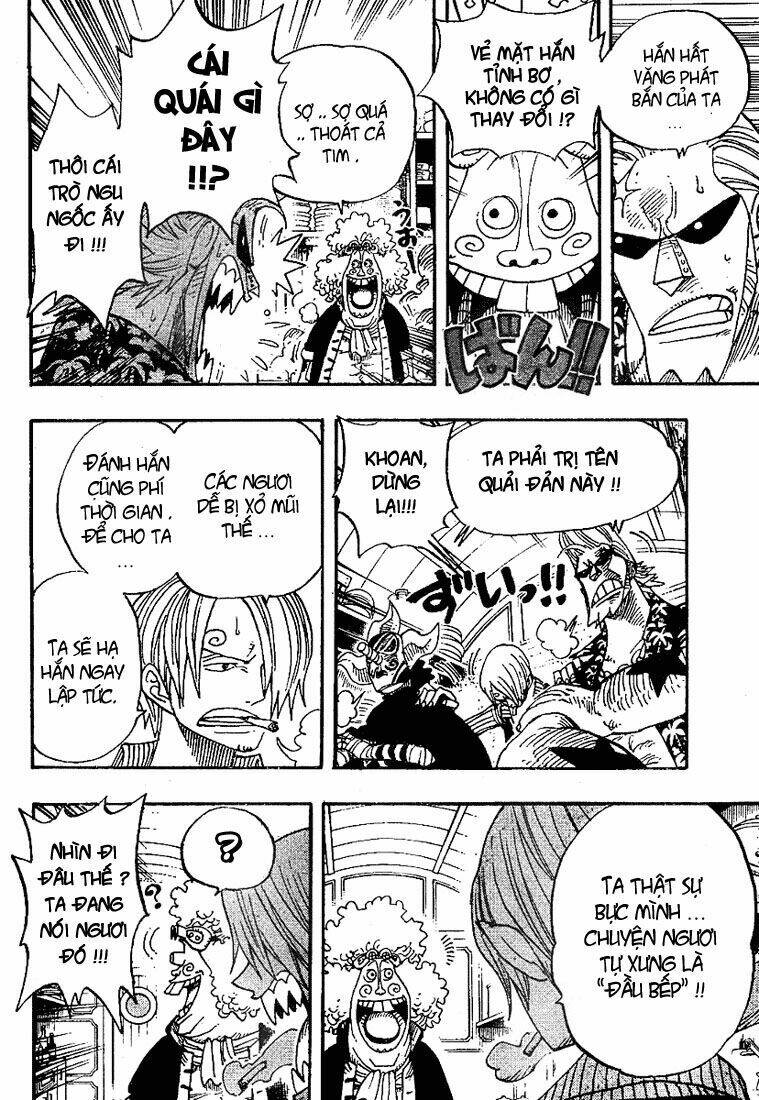 HẮN HẤT
VĂNG PHÁT
BẮN CỦA TA
...
VẺ MẶT HẮN
TỈNH BƠ,
KHÔNG CÓ GÌ
THAY ĐỔI !?
ばん!!
SỢ .. SỢ QUÁ
.. THOÁT CẢ
TIM .
うおっ
CÁI
QUÁI GÌ
ĐÂY
!!?
THÔI CÁI
TRÒ NGU
NGỐC ẤY
ĐI !!!
TA PHẢI TRỊ TÊN
QUÁI ĐẢN NÀY !!
KHOAN,
DỪNG
LẠI!!!
ずいっ!!
CÁC NGƯƠI
DỄ BỊ XỎ MŨI
THẾ ...
ĐÁNH HẮN
CŨNG PHÍ
THỜI GIAN .
ĐỂ CHO TA
...
TA SẼ HẠ
HẮN NGAY
LẬP TỨC.
TA THẬT SỰ
BỰC MÌNH ...
CHUYỆN NGƯƠI
TỰ XƯNG LÀ
"ĐẦU BẾP" !!
?
?
NHÌN ĐI
ĐÂU THẾ ?
TA ĐANG
NÓI NGƯƠI
ĐÓ !!!